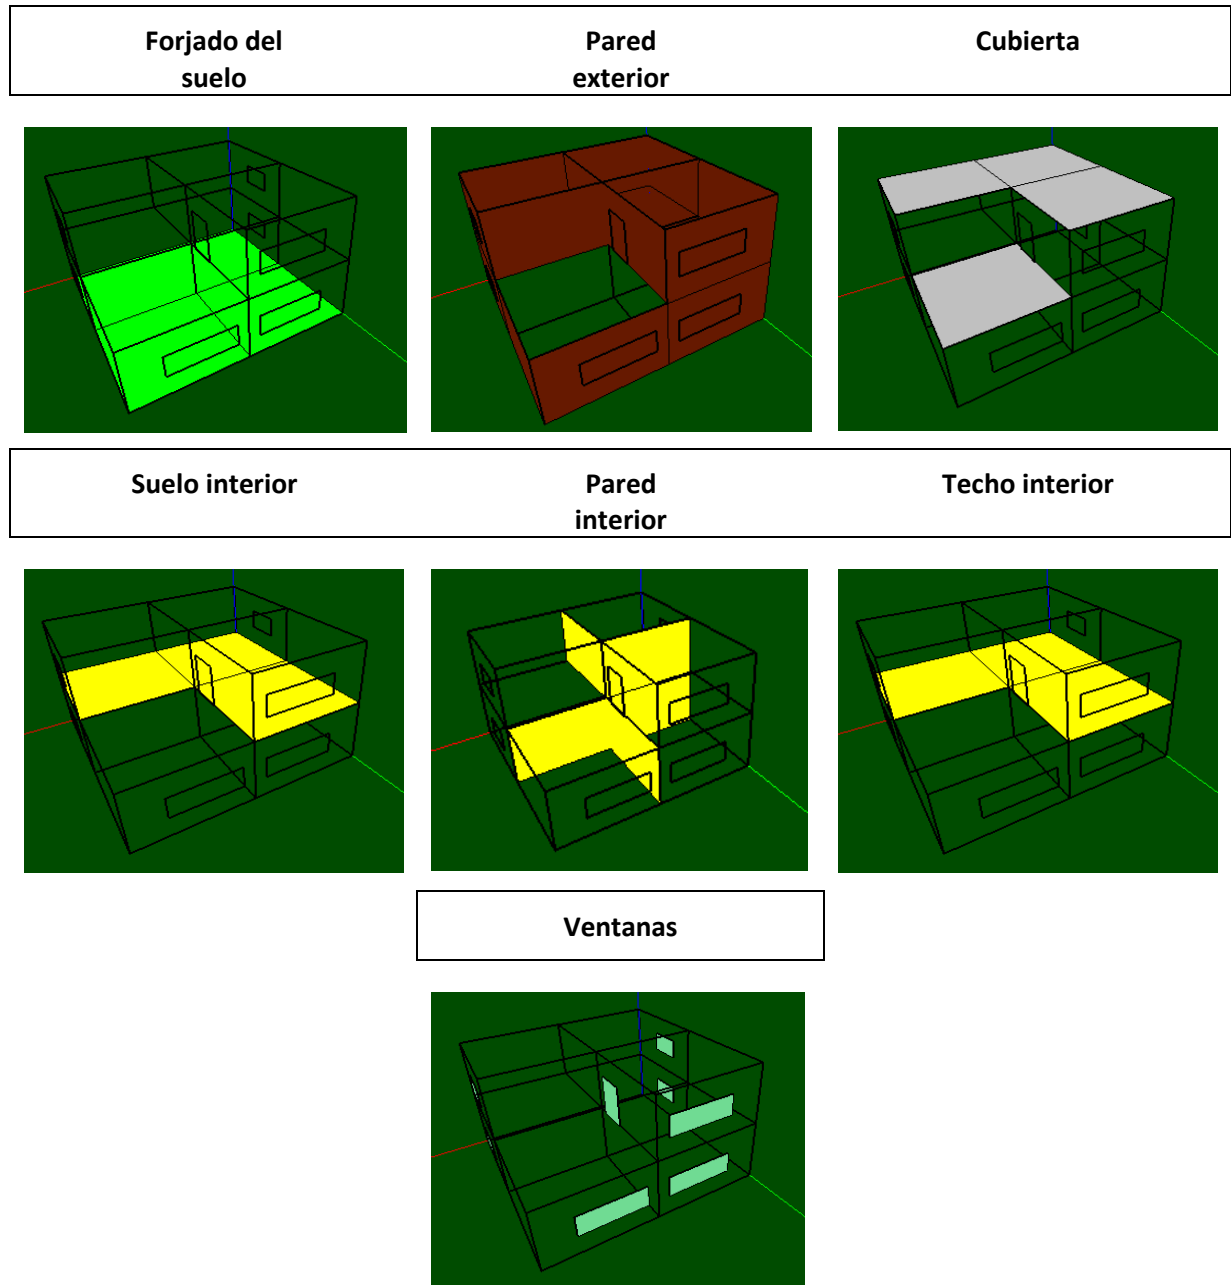 Forjado del
suelo
Pared
exterior
Cubierta
Suelo interior
Pared
interior
Techo interior
Ventanas